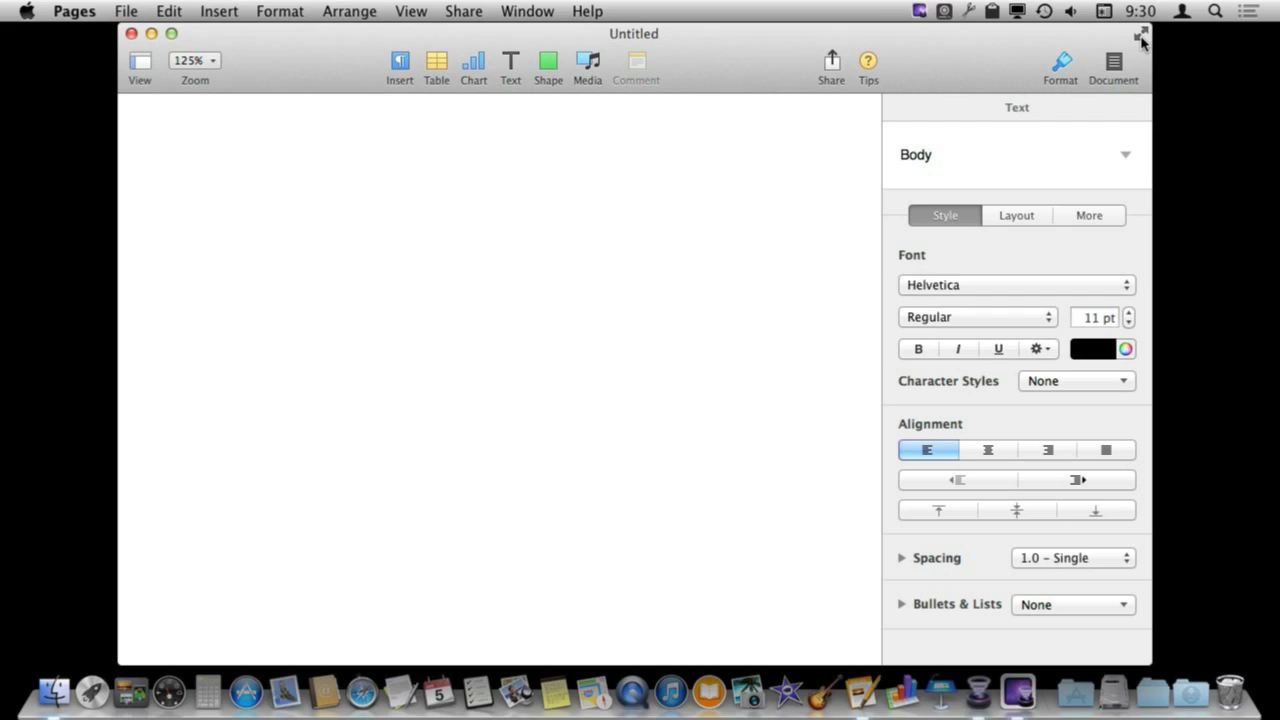 Pages File Edit Insert Format Arrange View Share Window Help 9:30
Untitled
125%
View Zoom Insert Table Chart Text Shape Media Comment Share Tips Format Document
Text
Body
Style Layout More
Font
Helvetica
Regular 11 pt
B I U
Character Styles None
Alignment
Spacing 1.0 – Single
Bullets & Lists None
5